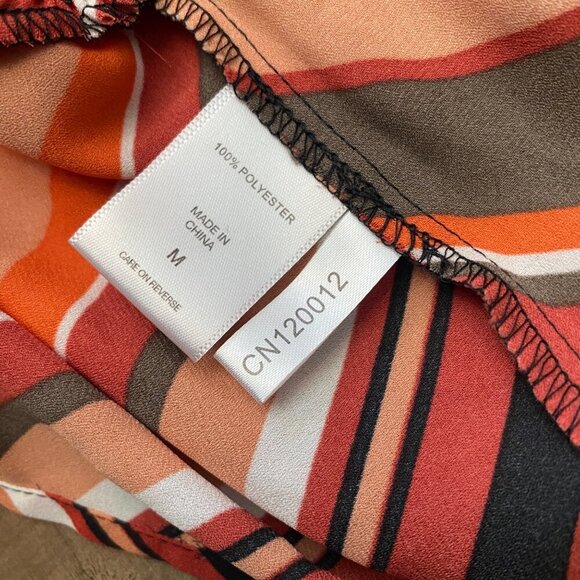 100% POLYESTER
MADE IN
CHINA
M
CARE ON REVERSE
CN120012